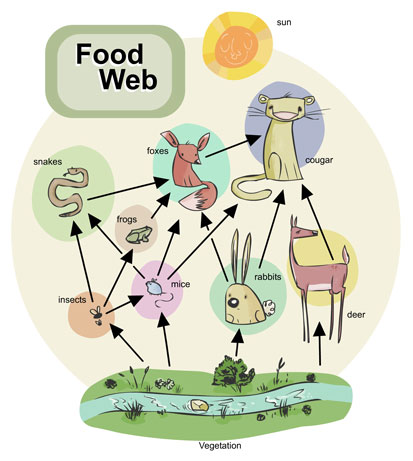 Food
Web
sun
foxes
snakes
cougar
frogs
mice
rabbits
insects
deer
Vegetation